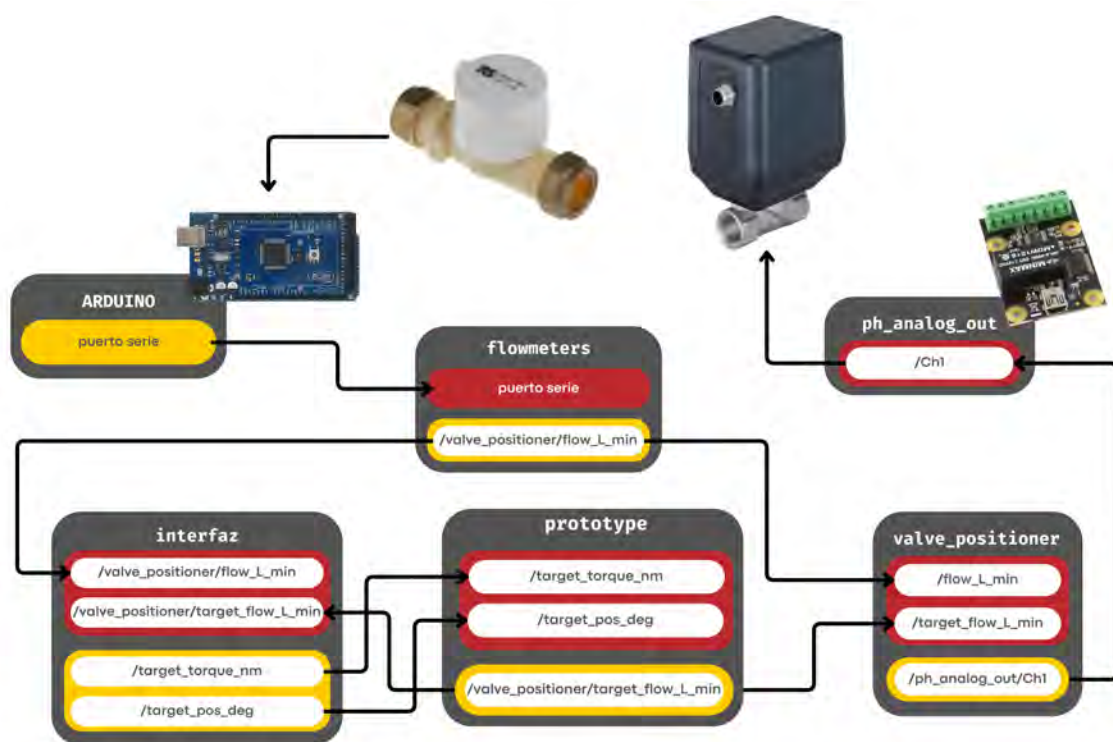 ARDUINO
puerto serie
flowmeters
puerto serie
/valve_positioner/flow_L_min
ph_analog_out
/Ch1
interfaz
/valve_positioner/flow_L_min
/valve_positioner/target_flow_L_min
/target_torque_nm
/target_pos_deg
prototype
/target_torque_nm
/target_pos_deg
/valve_positioner/target_flow_L_min
valve_positioner
/flow_L_min
/target_flow_L_min
/ph_analog_out/Ch1